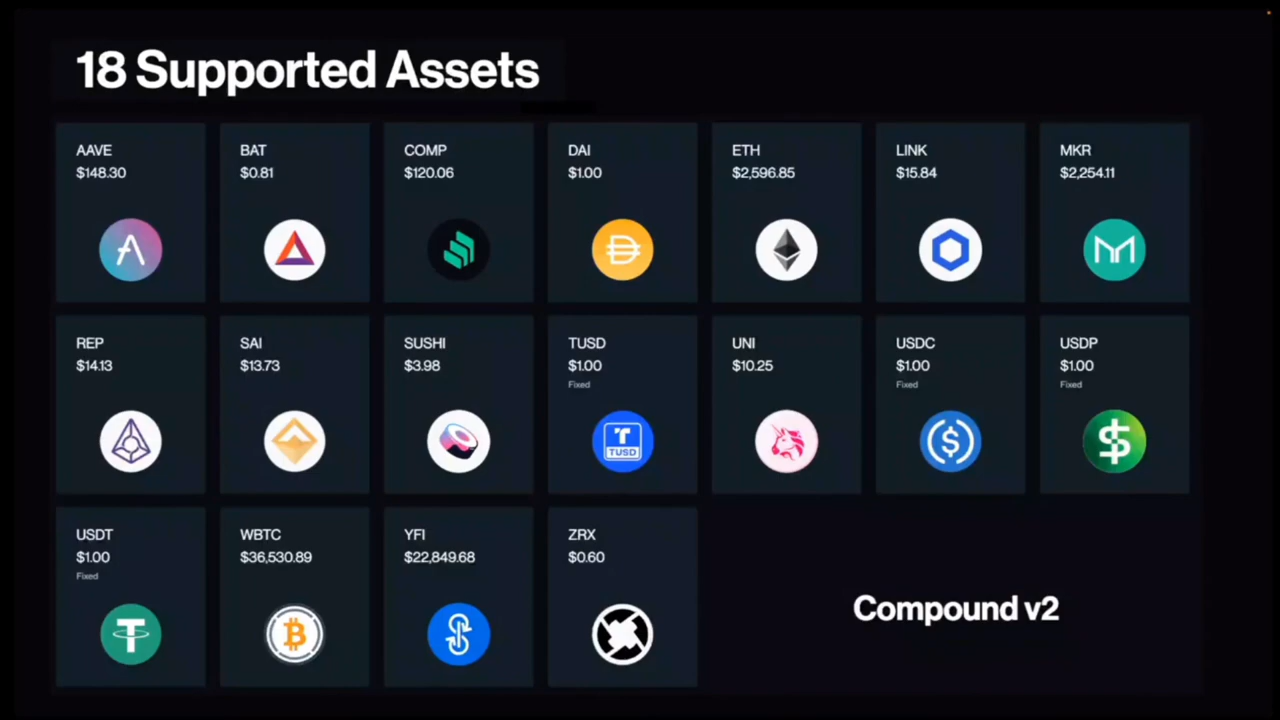 18 Supported Assets
AAVE
$148.30
BAT
$0.81
COMP
$120.06
DAI
$1.00
ETH
$2,596.85
LINK
$15.84
MKR
$2,254.11
REP
$14.13
SAI
$13.73
SUSHI
$3.98
TUSD
$1.00
Fixed
TUSD
UNI
$10.25
USDC
$1.00
Fixed
USDP
$1.00
Fixed
USDT
$1.00
Fixed
WBTC
$36,530.89
YFI
$22,849.68
ZRX
$0.60
Compound v2